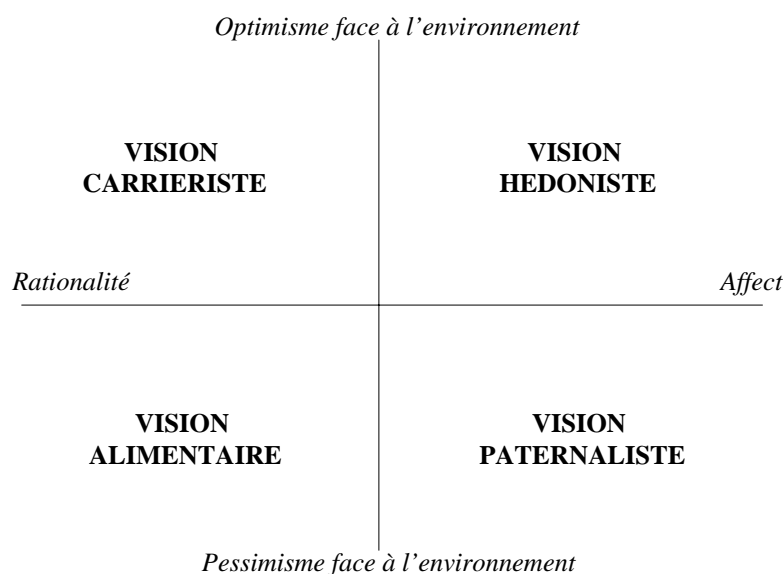 Optimisme face à l'environnement
VISION
CARRIERISTE
VISION
HEDONISTE
Rationalité
Affect
VISION
ALIMENTAIRE
VISION
PATERNALISTE
Pessimisme face à l'environnement